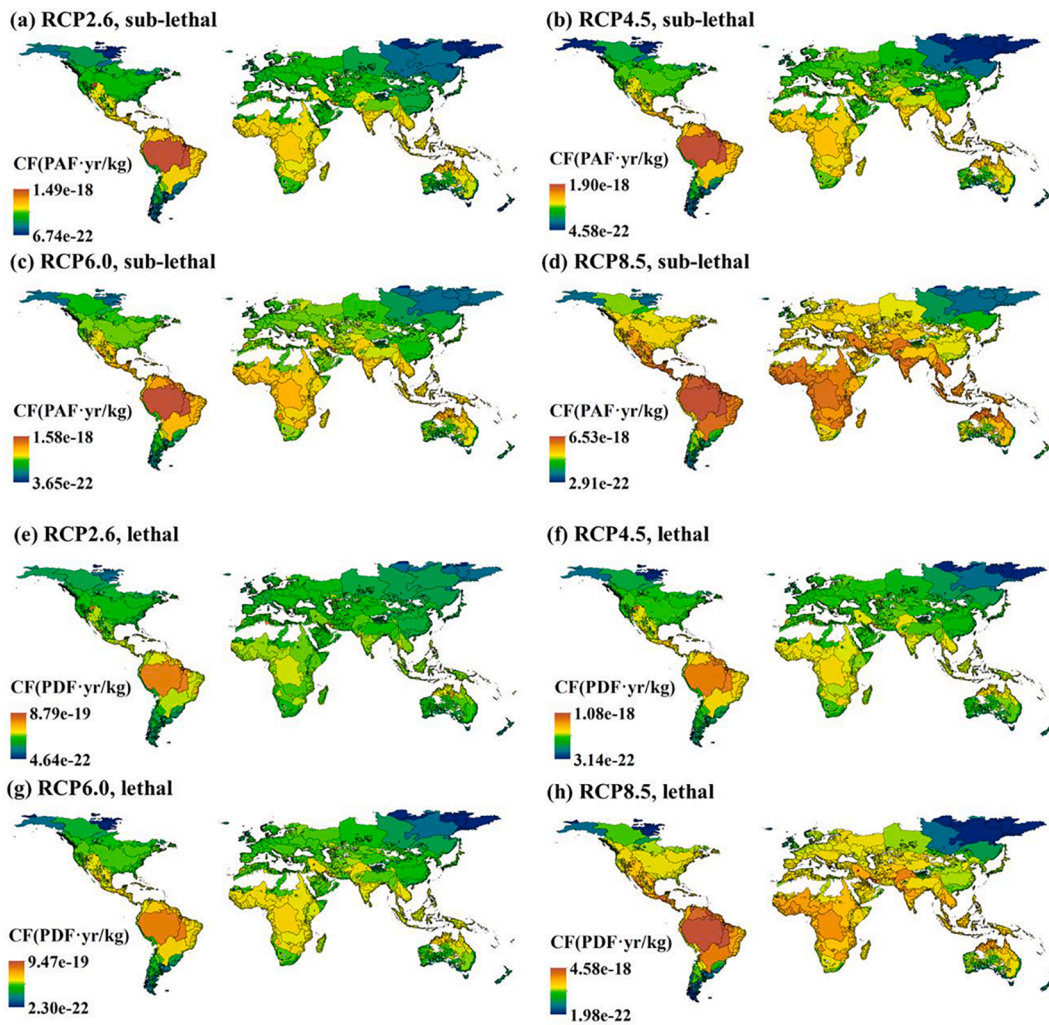 (a) RCP2.6, sub-lethal
(b) RCP4.5, sub-lethal
CF(PAF·yr/kg)
1.49e-18
6.74e-22
CF(PAF·yr/kg)
1.90e-18
4.58e-22
(c) RCP6.0, sub-lethal
(d) RCP8.5, sub-lethal
CF(PAF·yr/kg)
1.58e-18
3.65e-22
CF(PAF·yr/kg)
6.53e-18
2.91e-22
(e) RCP2.6, lethal
(f) RCP4.5, lethal
CF(PDF·yr/kg)
8.79e-19
4.64e-22
CF(PDF·yr/kg)
1.08e-18
3.14e-22
(g) RCP6.0, lethal
(h) RCP8.5, lethal
CF(PDF·yr/kg)
9.47e-19
2.30e-22
CF(PDF·yr/kg)
4.58e-18
1.98e-22